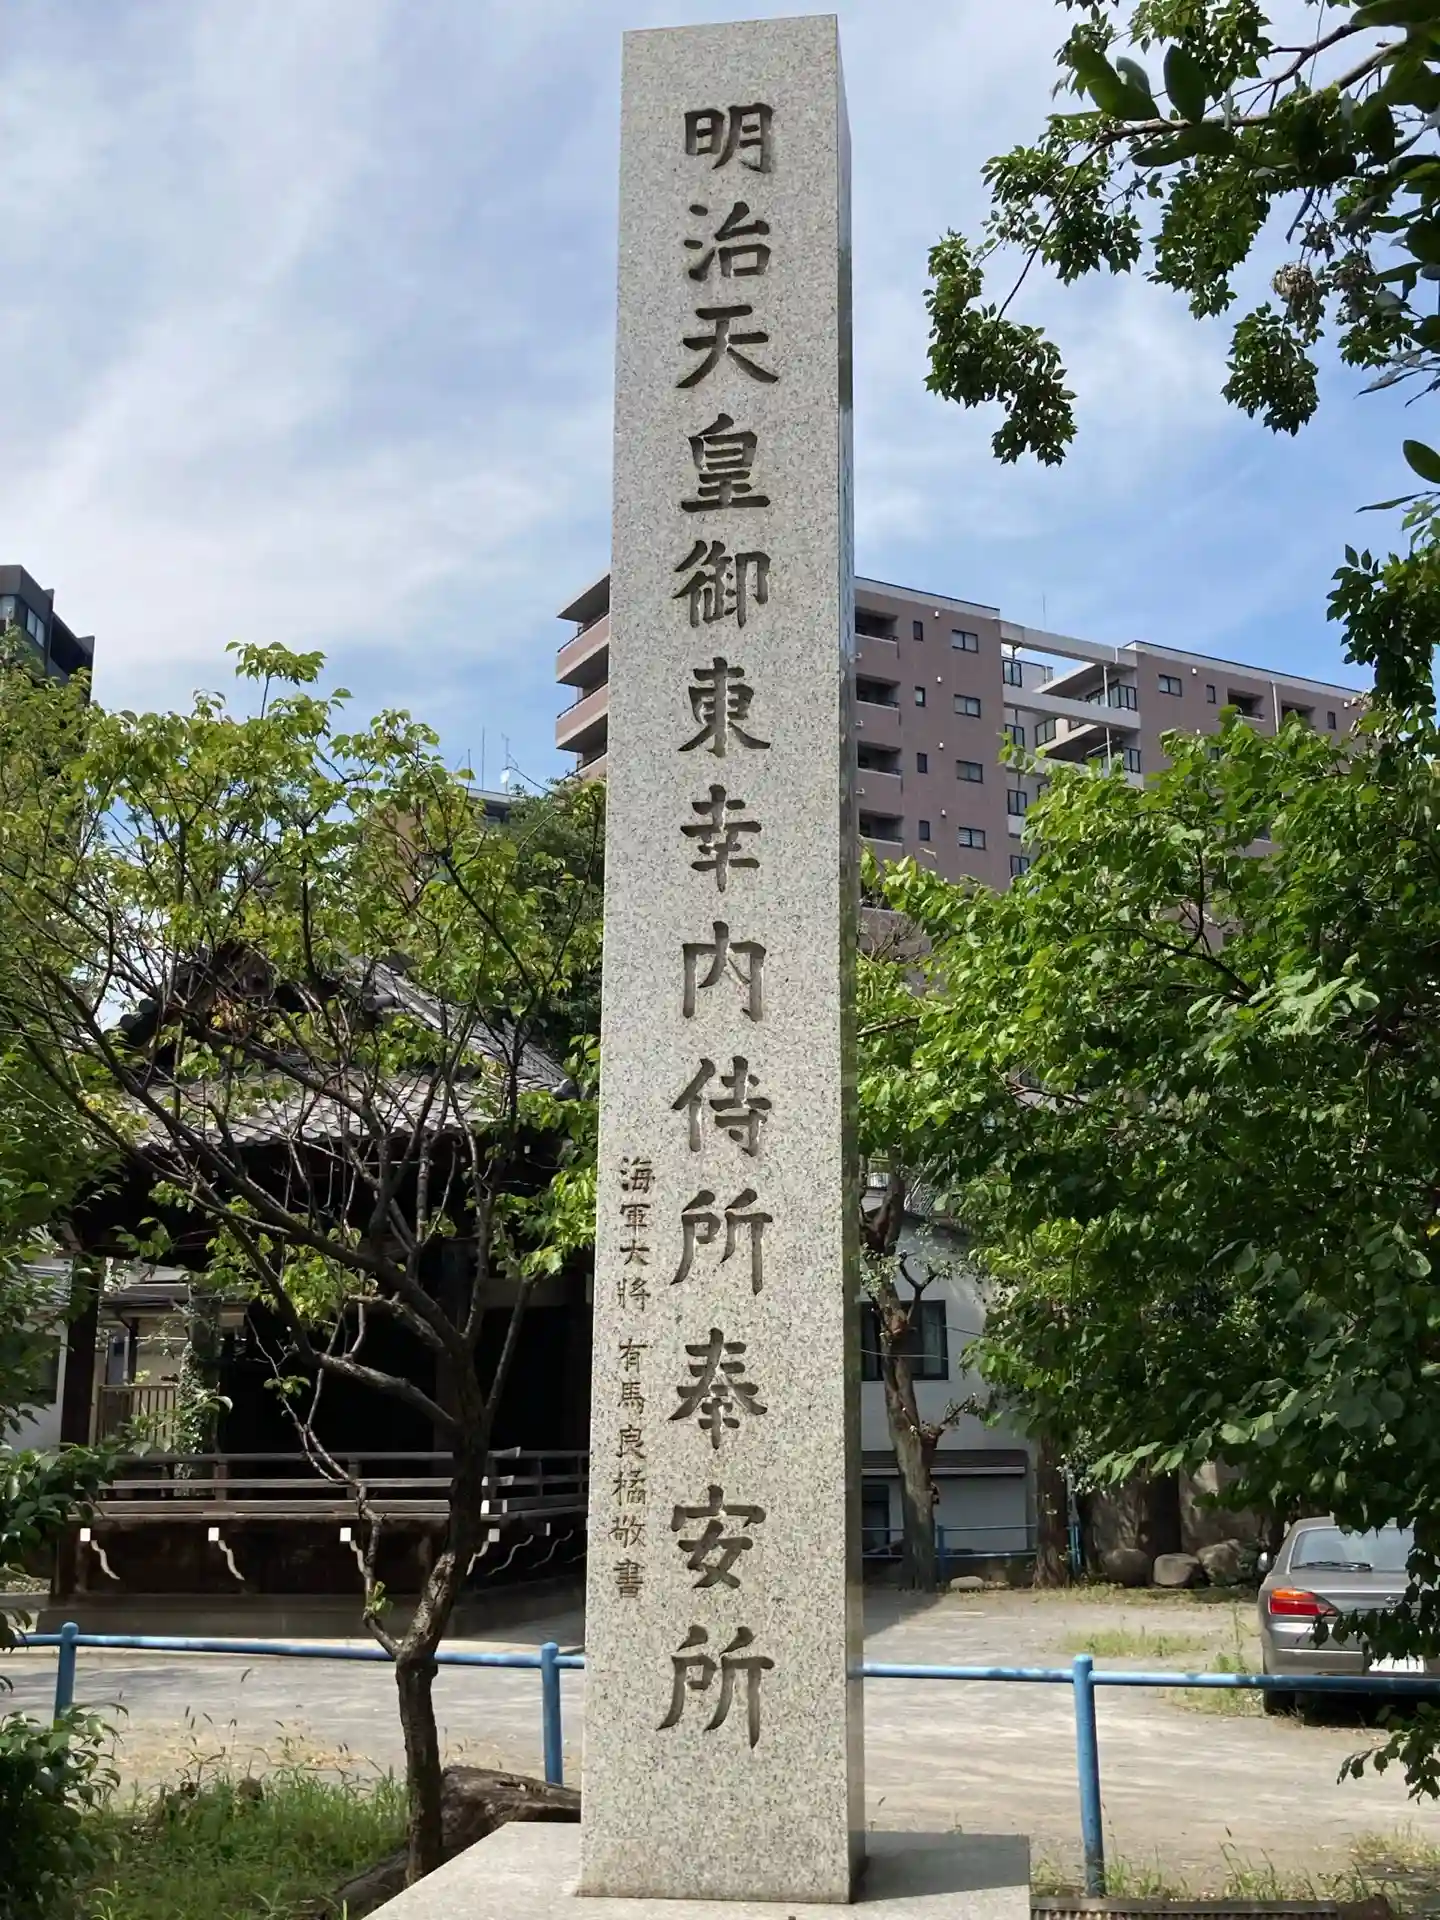 明治天皇御東幸内侍所奉安所
海軍大将 有馬良橘敬書